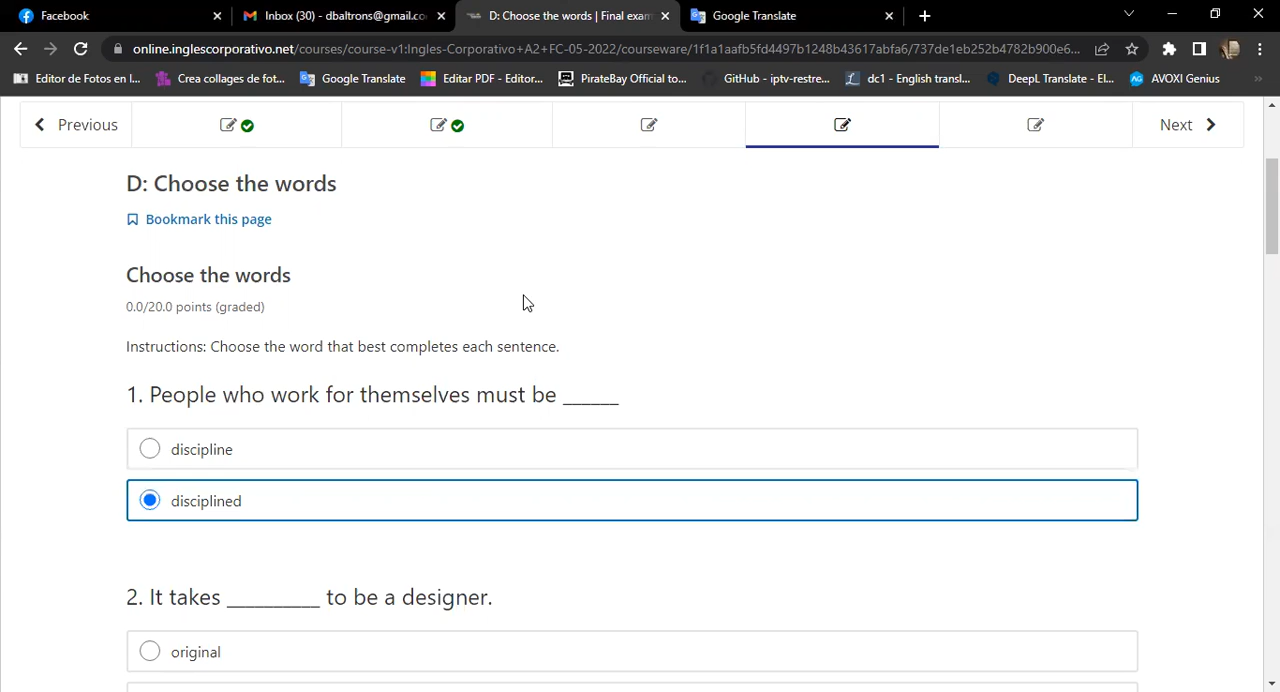 Facebook
Inbox (30) - dbaltrons@gmail.co
D: Choose the words | Final exam
Google Translate
online.inglescorporativo.net/courses/course-v1:Ingles-Corporativo+A2+FC-05-2022/courseware/1f1a1aafb5fd4497b1248b43617abfa6/737de1eb252b4782b900e6...
Editor de Fotos en l...
Crea collages de fot...
Google Translate
Editar PDF - Editor...
PirateBay Official to...
GitHub - iptv-restre...
dc1 - English transl...
DeepL Translate - El...
AVOXI Genius
Previous
Next
D: Choose the words
Bookmark this page
Choose the words
0.0/20.0 points (graded)
Instructions: Choose the word that best completes each sentence.
1. People who work for themselves must be ______
discipline
disciplined
2. It takes __________ to be a designer.
original